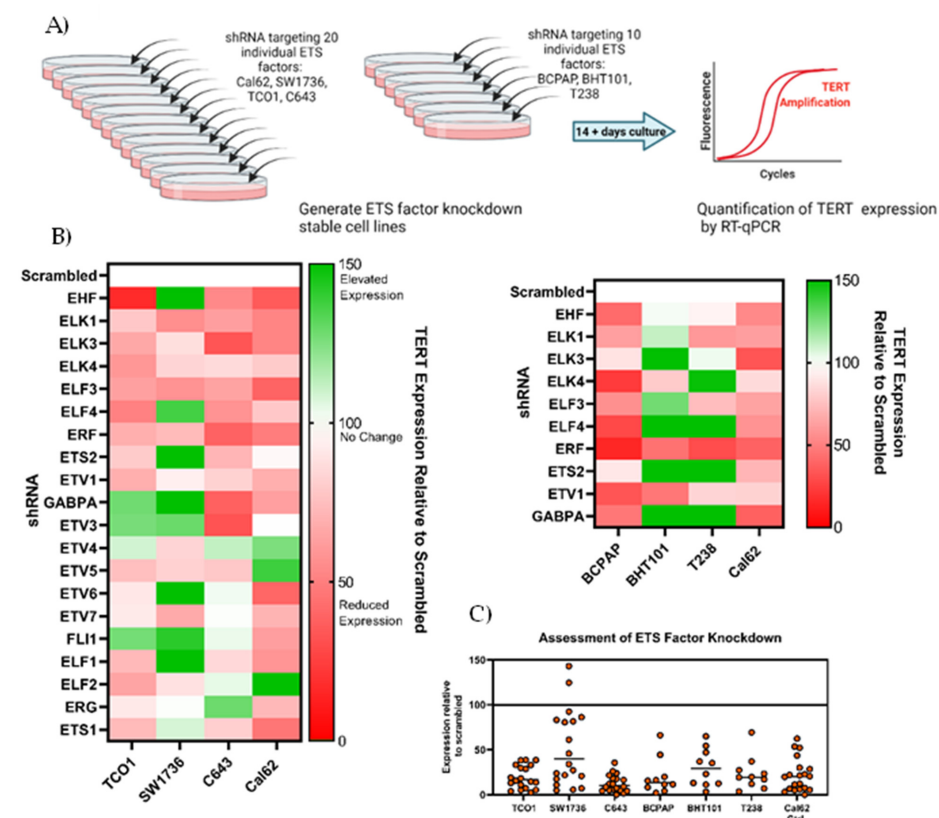 A)
shRNA targeting 20
individual ETS
factors:
Cal62, SW1736,
TCO1, C643
shRNA targeting 10
individual ETS
factors:
BCPAP, BHT101,
T238
14 + days culture
Fluorescence
TERT
Amplification
Cycles
Generate ETS factor knockdown
stable cell lines
Quantification of TERT expression
by RT-qPCR
B)
shRNA
Scrambled
EHF
ELK1
ELK3
ELK4
ELF3
ELF4
ERF
ETS2
ETV1
GABPA
ETV3
ETV4
ETV5
ETV6
ETV7
FLI1
ELF1
ELF2
ERG
ETS1
TCO1
SW1736
C643
Cal62
150
Elevated
Expression
100
No Change
50
Reduced
Expression
0
TERT Expression Relative to Scrambled
shRNA
Scrambled
EHF
ELK1
ELK3
ELK4
ELF3
ELF4
ERF
ETS2
ETV1
GABPA
BCPAP
BHT101
T238
Cal62
150
100
50
0
TERT Expression
Relative to Scrambled
C)
Assessment of ETS Factor Knockdown
Expression relative
to scrambled
150
100
50
0
TCO1
SW1736
C643
BCPAP
BHT101
T238
Cal62